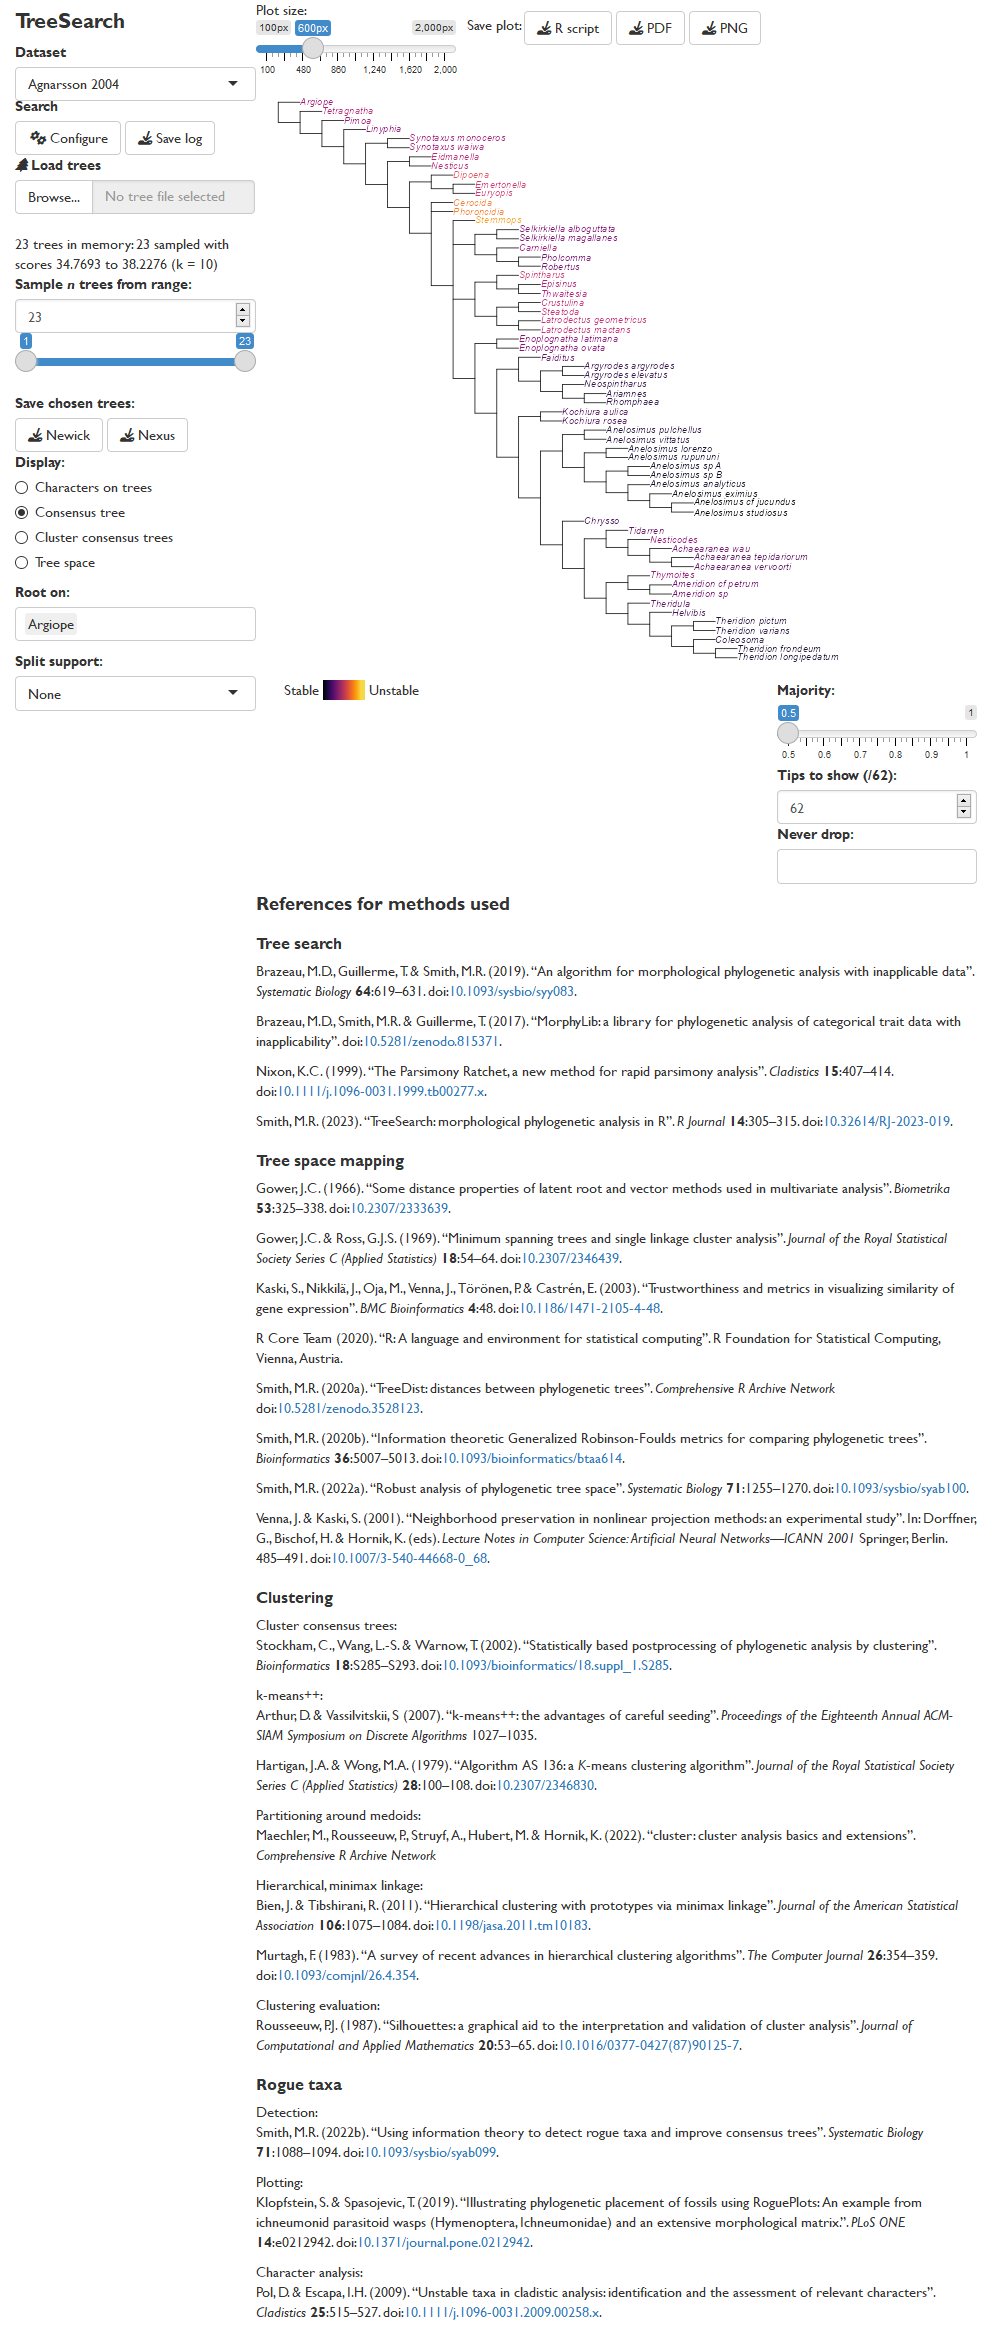 TreeSearch
Dataset
Agnarsson 2004
Search
Configure
Save log
Load trees
Browse...
No tree file selected
23 trees in memory: 23 sampled with
scores 34.7693 to 38.2276 (k = 10)
Sample n trees from range:
23
1
23
Save chosen trees:
Newick
Nexus
Display:
Characters on trees
Consensus tree
Cluster consensus trees
Tree space
Root on:
Argiope
Split support:
None
Plot size:
100px
600px
2,000px
100 480 860 1,240 1,620 2,000
Save plot:
R script
PDF
PNG
Argiope
Tetragnatha
Pimoa
Linyphia
Synotaxus monoceros
Synotaxus waiwa
Eidmanella
Nesticus
Dipoena
Emertonella
Euryopis
Cerocida
Phoroncidia
Stemmops
Selkirkiella alboguttata
Selkirkiella magallanes
Carniella
Pholcomma
Robertus
Spintharus
Episinus
Thwaitesia
Crustulina
Steatoda
Latrodectus geometricus
Latrodectus mactans
Enoplognatha latimana
Enoplognatha ovata
Faiditus
Argyrodes argyrodes
Argyrodes elevatus
Neospintharus
Ariamnes
Rhomphaea
Kochiura aulica
Kochiura rosea
Anelosimus pulchellus
Anelosimus vittatus
Anelosimus lorenzo
Anelosimus rupununi
Anelosimus sp A
Anelosimus sp B
Anelosimus analyticus
Anelosimus eximius
Anelosimus cf jucundus
Anelosimus studiosus
Chrysso
Tidarren
Nesticodes
Achaearanea wau
Achaearanea tepidariorum
Achaearanea vervoorti
Thymoites
Ameridion cf petrum
Ameridion sp
Theridula
Helvibis
Theridion pictum
Theridion varians
Coleosoma
Theridion frondeum
Theridion longipedatum
Stable
Unstable
Majority:
0.5
1
0.5 0.6 0.7 0.8 0.9 1
Tips to show (/62):
62
Never drop:
References for methods used
Tree search
Brazeau, M.D., Guillerme, T. & Smith, M.R. (2019). “An algorithm for morphological phylogenetic analysis with inapplicable data”.
Systematic Biology 64:619–631. doi:10.1093/sysbio/syy083.
Brazeau, M.D., Smith, M.R. & Guillerme, T. (2017). “MorphyLib: a library for phylogenetic analysis of categorical trait data with
inapplicability”. doi:10.5281/zenodo.815371.
Nixon, K.C. (1999). “The Parsimony Ratchet, a new method for rapid parsimony analysis”. Cladistics 15:407–414.
doi:10.1111/j.1096-0031.1999.tb00277.x.
Smith, M.R. (2023). “TreeSearch: morphological phylogenetic analysis in R”. R Journal 14:305–315. doi:10.32614/RJ-2023-019.
Tree space mapping
Gower, J.C. (1966). “Some distance properties of latent root and vector methods used in multivariate analysis”. Biometrika
53:325–338. doi:10.2307/2333639.
Gower, J.C. & Ross, G.J.S. (1969). “Minimum spanning trees and single linkage cluster analysis”. Journal of the Royal Statistical
Society Series C (Applied Statistics) 18:54–64. doi:10.2307/2346439.
Kaski, S., Nikkilä, J., Oja, M., Venna, J., Törönen, P. & Castrén, E. (2003). “Trustworthiness and metrics in visualizing similarity of
gene expression”. BMC Bioinformatics 4:48. doi:10.1186/1471-2105-4-48.
R Core Team (2020). “R: A language and environment for statistical computing”. R Foundation for Statistical Computing,
Vienna, Austria.
Smith, M.R. (2020a). “TreeDist: distances between phylogenetic trees”. Comprehensive R Archive Network
doi:10.5281/zenodo.3528123.
Smith, M.R. (2020b). “Information theoretic Generalized Robinson-Foulds metrics for comparing phylogenetic trees”.
Bioinformatics 36:5007–5013. doi:10.1093/bioinformatics/btaa614.
Smith, M.R. (2022a). “Robust analysis of phylogenetic tree space”. Systematic Biology 71:1255–1270. doi:10.1093/sysbio/syab100.
Venna, J. & Kaski, S. (2001). “Neighborhood preservation in nonlinear projection methods: an experimental study”. In: Dorffner,
G., Bischof, H. & Hornik, K. (eds). Lecture Notes in Computer Science: Artificial Neural Networks—ICANN 2001 Springer, Berlin.
485–491. doi:10.1007/3-540-44668-0_68.
Clustering
Cluster consensus trees:
Stockham, C., Wang, L.-S. & Warnow, T. (2002). “Statistically based postprocessing of phylogenetic analysis by clustering”.
Bioinformatics 18:S285–S293. doi:10.1093/bioinformatics/18.suppl_1.S285.
k-means++:
Arthur, D. & Vassilvitskii, S (2007). “k-means++: the advantages of careful seeding”. Proceedings of the Eighteenth Annual ACM-
SIAM Symposium on Discrete Algorithms 1027–1035.
Hartigan, J.A. & Wong, M.A. (1979). “Algorithm AS 136: a K-means clustering algorithm”. Journal of the Royal Statistical Society
Series C (Applied Statistics) 28:100–108. doi:10.2307/2346830.
Partitioning around medoids:
Maechler, M., Rousseeuw, P., Struyf, A., Hubert, M. & Hornik, K. (2022). “cluster: cluster analysis basics and extensions”.
Comprehensive R Archive Network
Hierarchical, minimax linkage:
Bien, J. & Tibshirani, R. (2011). “Hierarchical clustering with prototypes via minimax linkage”. Journal of the American Statistical
Association 106:1075–1084. doi:10.1198/jasa.2011.tm10183.
Murtagh, F. (1983). “A survey of recent advances in hierarchical clustering algorithms”. The Computer Journal 26:354–359.
doi:10.1093/comjnl/26.4.354.
Clustering evaluation:
Rousseeuw, P.J. (1987). “Silhouettes: a graphical aid to the interpretation and validation of cluster analysis”. Journal of
Computational and Applied Mathematics 20:53–65. doi:10.1016/0377-0427(87)90125-7.
Rogue taxa
Detection:
Smith, M.R. (2022b). “Using information theory to detect rogue taxa and improve consensus trees”. Systematic Biology
71:1088–1094. doi:10.1093/sysbio/syab099.
Plotting:
Klopfstein, S. & Spasojevic, T. (2019). “Illustrating phylogenetic placement of fossils using RoguePlots: An example from
ichneumonid parasitoid wasps (Hymenoptera, Ichneumonidae) and an extensive morphological matrix.”. PLoS ONE
14:e0212942. doi:10.1371/journal.pone.0212942.
Character analysis:
Pol, D. & Escapa, I.H. (2009). “Unstable taxa in cladistic analysis: identification and the assessment of relevant characters”.
Cladistics 25:515–527. doi:10.1111/j.1096-0031.2009.00258.x.